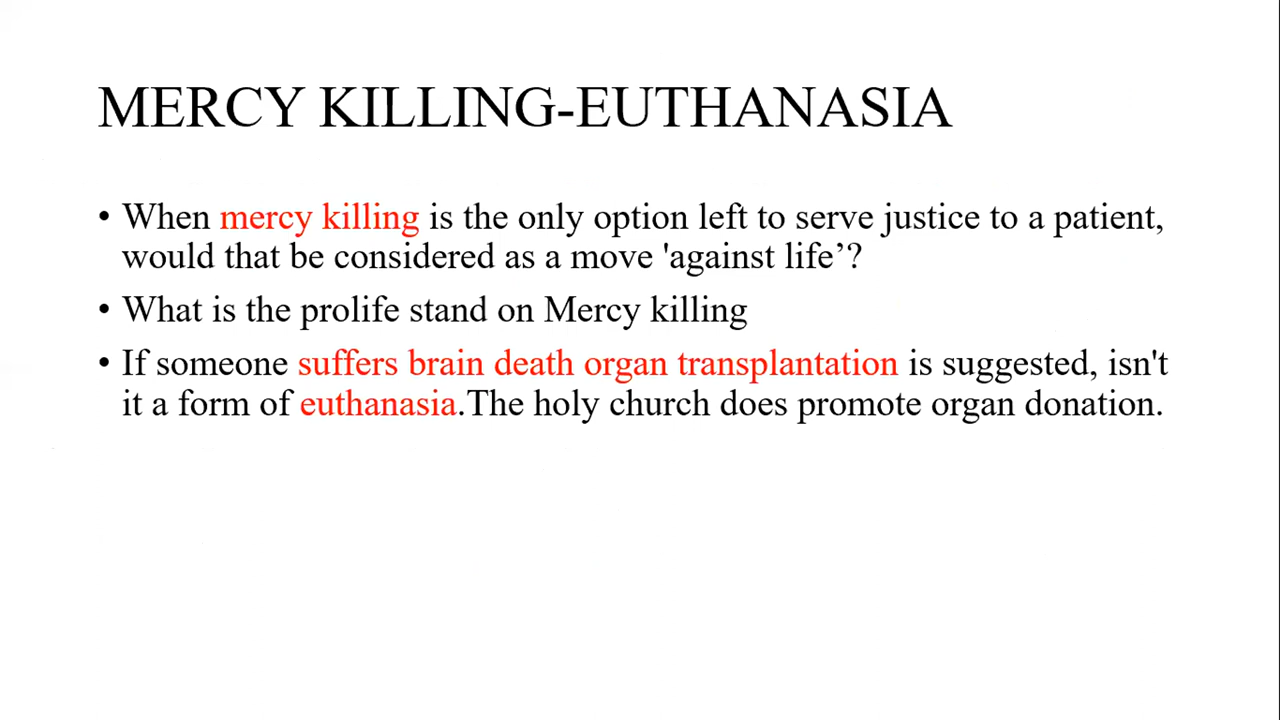 MERCY KILLING-EUTHANASIA
• When mercy killing is the only option left to serve justice to a patient,
would that be considered as a move 'against life’?
• What is the prolife stand on Mercy killing
• If someone suffers brain death organ transplantation is suggested, isn't
it a form of euthanasia.The holy church does promote organ donation.